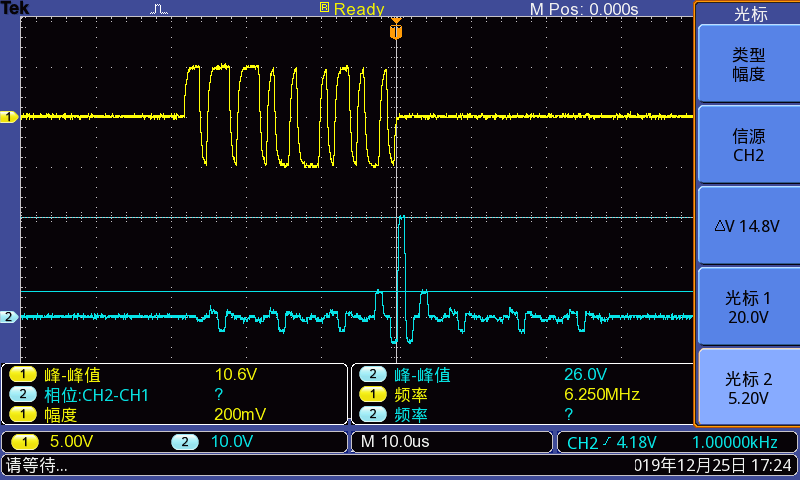 Tek Ready M Pos: 0.000s 光标
类型
幅度
1
信源
CH2
△V 14.8V
光标 1
20.0V
2
光标 2
5.20V
1 峰-峰值 10.6V 2 峰-峰值 26.0V
2 相位:CH2-CH1 ? 1 频率 6.250MHz
1 幅度 200mV 2 频率 ?
1 5.00V 2 10.0V M 10.0us CH2 4.18V 1.00000kHz
请等待... 019年12月25日 17:24